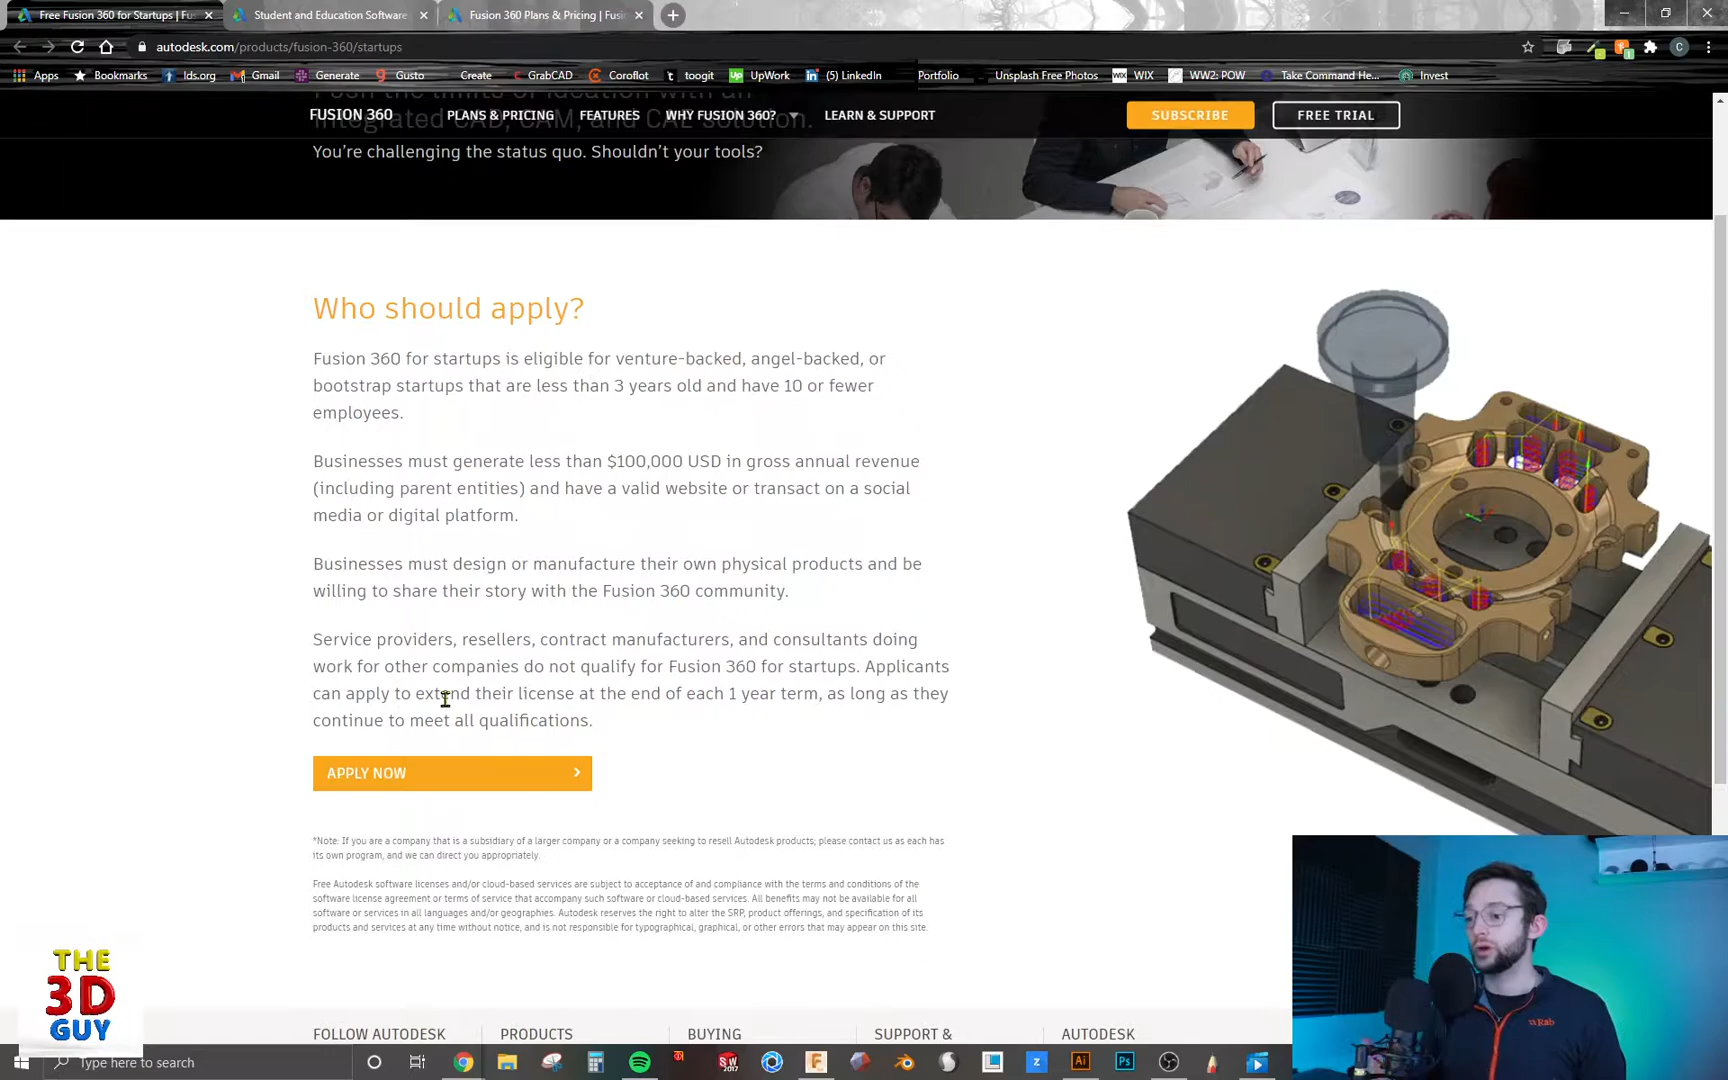 Free Fusion 360 for Startups | Fus
Student and Education Software
Fusion 360 Plans & Pricing | Fusi
autodesk.com/products/fusion-360/startups
Apps
Bookmarks
lds.org
Gmail
Generate
Gusto
Create
GrabCAD
Coroflot
toogit
UpWork
(5) LinkedIn
Portfolio
Unsplash Free Photos
WIX
WW2: POW
Take Command He...
Invest
Push the limits of ideation with an
integrated CAD, CAM, and CAE solution.
FUSION 360
PLANS & PRICING
FEATURES
WHY FUSION 360?
LEARN & SUPPORT
SUBSCRIBE
FREE TRIAL
You're challenging the status quo. Shouldn't your tools?
Who should apply?
Fusion 360 for startups is eligible for venture-backed, angel-backed, or
bootstrap startups that are less than 3 years old and have 10 or fewer
employees.
Businesses must generate less than $100,000 USD in gross annual revenue
(including parent entities) and have a valid website or transact on a social
media or digital platform.
Businesses must design or manufacture their own physical products and be
willing to share their story with the Fusion 360 community.
Service providers, resellers, contract manufacturers, and consultants doing
work for other companies do not qualify for Fusion 360 for startups. Applicants
can apply to extend their license at the end of each 1 year term, as long as they
continue to meet all qualifications.
APPLY NOW
*Note: If you are a company that is a subsidiary of a larger company or a company seeking to resell Autodesk products; please contact us as each has
its own program, and we can direct you appropriately.
Free Autodesk software licenses and/or cloud-based services are subject to acceptance of and compliance with the terms and conditions of the
software license agreement or terms of service that accompany such software or cloud-based services. All benefits may not be available for all
software or services in all languages and/or geographies. Autodesk reserves the right to alter the SRP, product offerings, and specification of its
products and services at any time without notice, and is not responsible for typographical, graphical, or other errors that may appear on this site.
THE
3D
GUY
FOLLOW AUTODESK
PRODUCTS
BUYING
SUPPORT &
AUTODESK
Rab
Type here to search